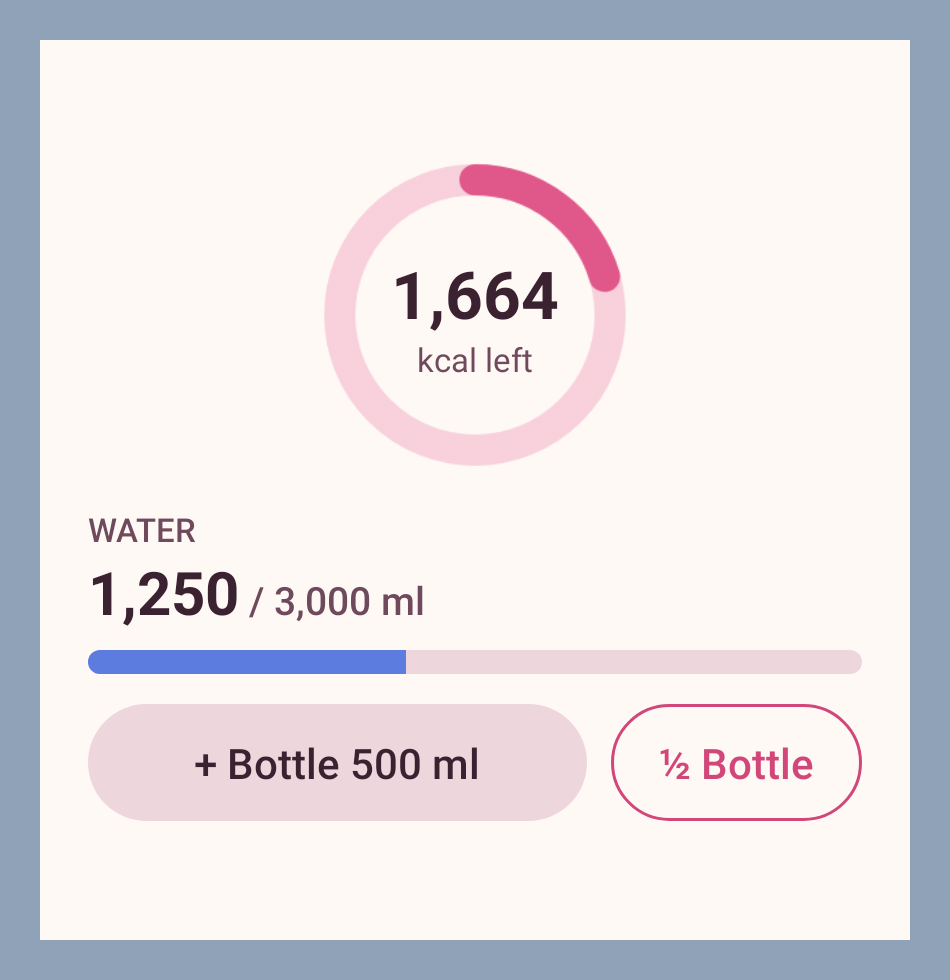 1,664
kcal left
WATER
1,250 / 3,000 ml
+ Bottle 500 ml
½ Bottle